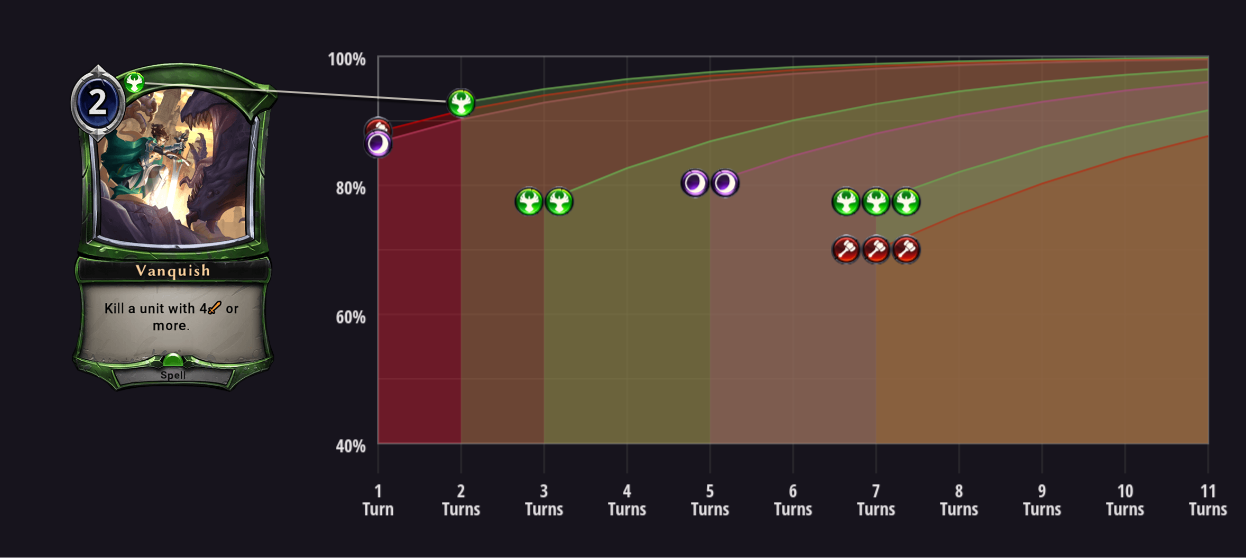 2
Vanquish
Kill a unit with 4 or
more.
Spell
100%
80%
60%
40%
1
Turn
2
Turns
3
Turns
4
Turns
5
Turns
6
Turns
7
Turns
8
Turns
9
Turns
10
Turns
11
Turns